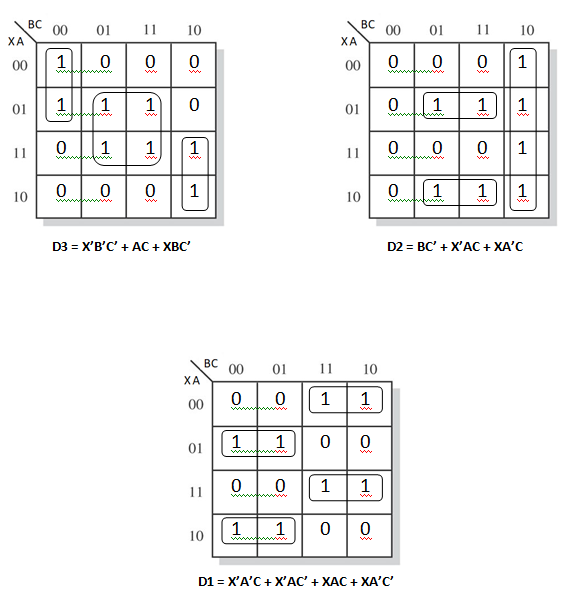 BC
XA
00 01 11 10
00 1 0 0 0
01 1 1 1 0
11 0 1 1 1
10 0 0 0 1
D3 = X’B’C’ + AC + XBC’
BC
XA
00 01 11 10
00 0 0 0 1
01 0 1 1 1
11 0 0 0 1
10 0 1 1 1
D2 = BC’ + X’AC + XA’C
BC
XA
00 01 11 10
00 0 0 1 1
01 1 1 0 0
11 0 0 1 1
10 1 1 0 0
D1 = X’A’C + X’AC’ + XAC + XA’C’